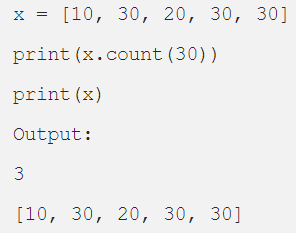 x = [10, 30, 20, 30, 30]
print(x.count(30))
print(x)
Output:
3
[10, 30, 20, 30, 30]